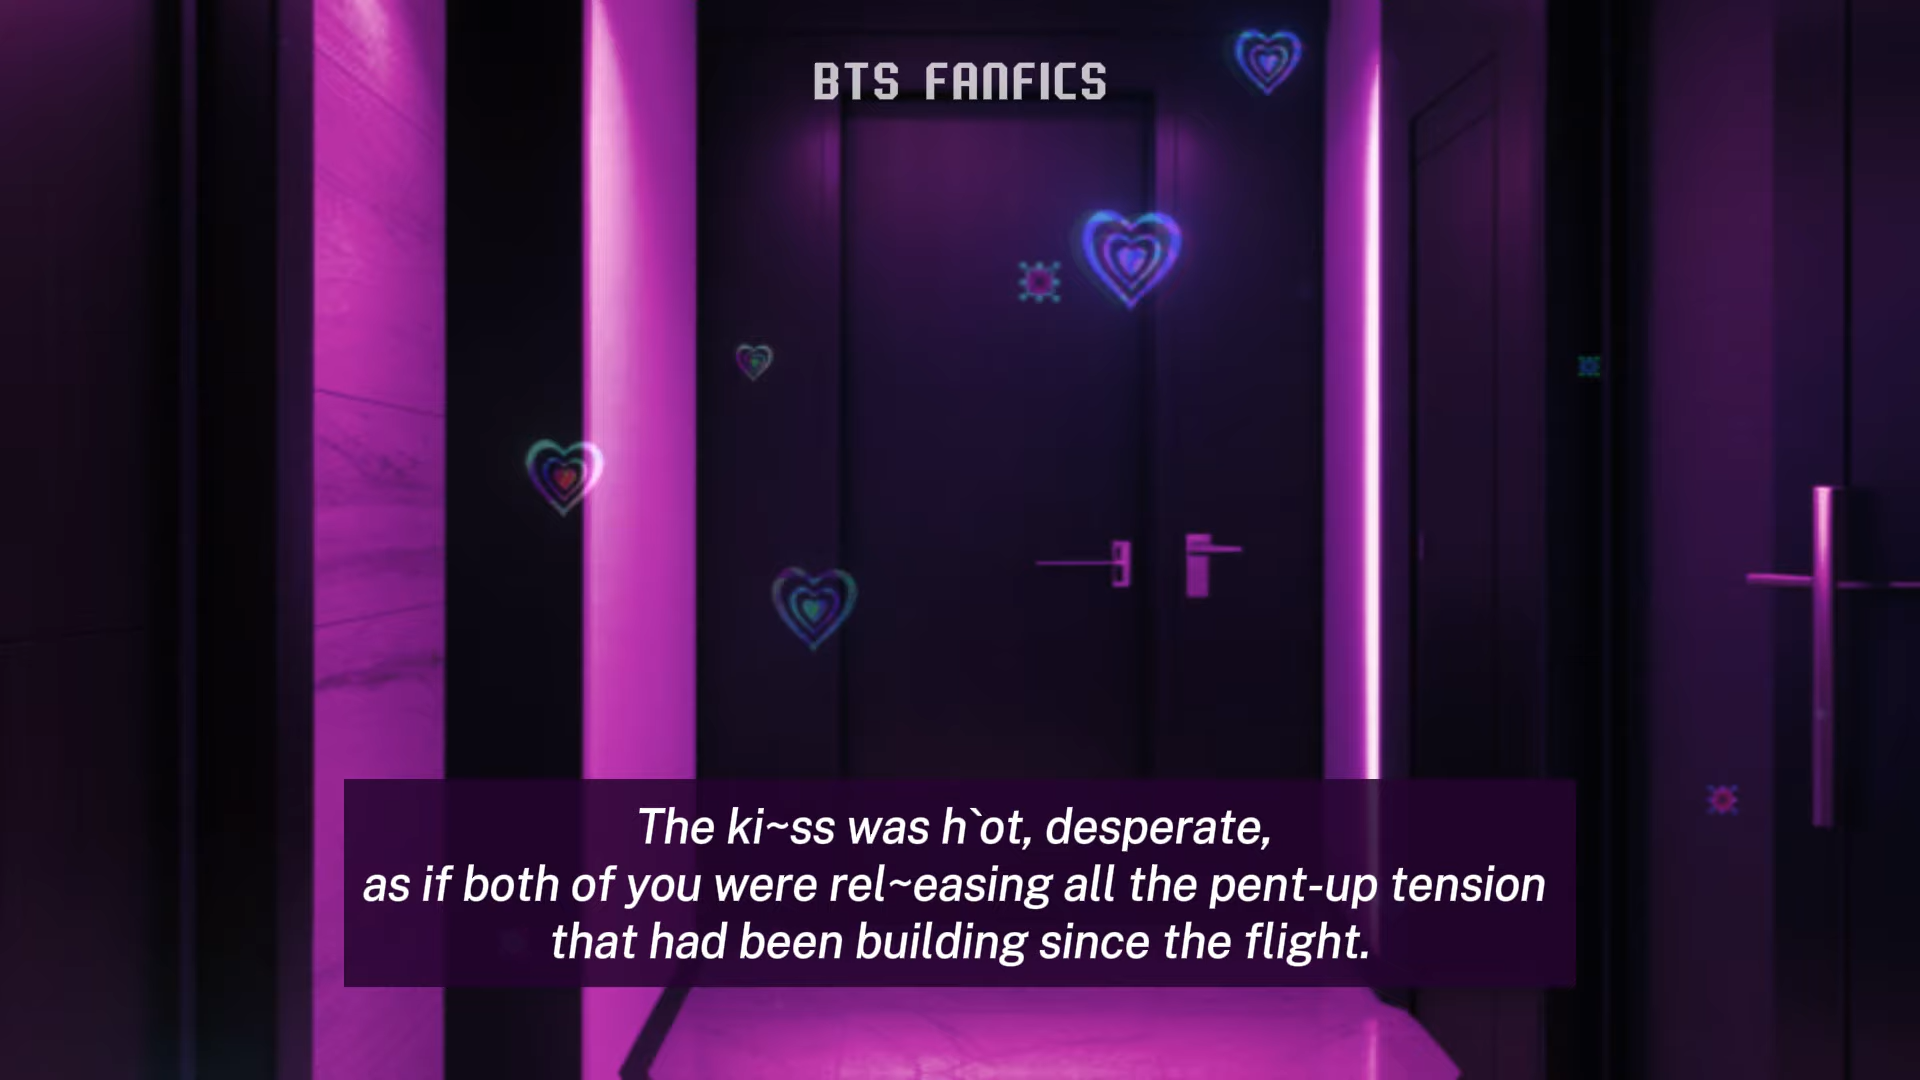 BTS FANFICS
The ki~ss was h`ot, desperate,
as if both of you were rel~easing all the pent-up tension
that had been building since the flight.